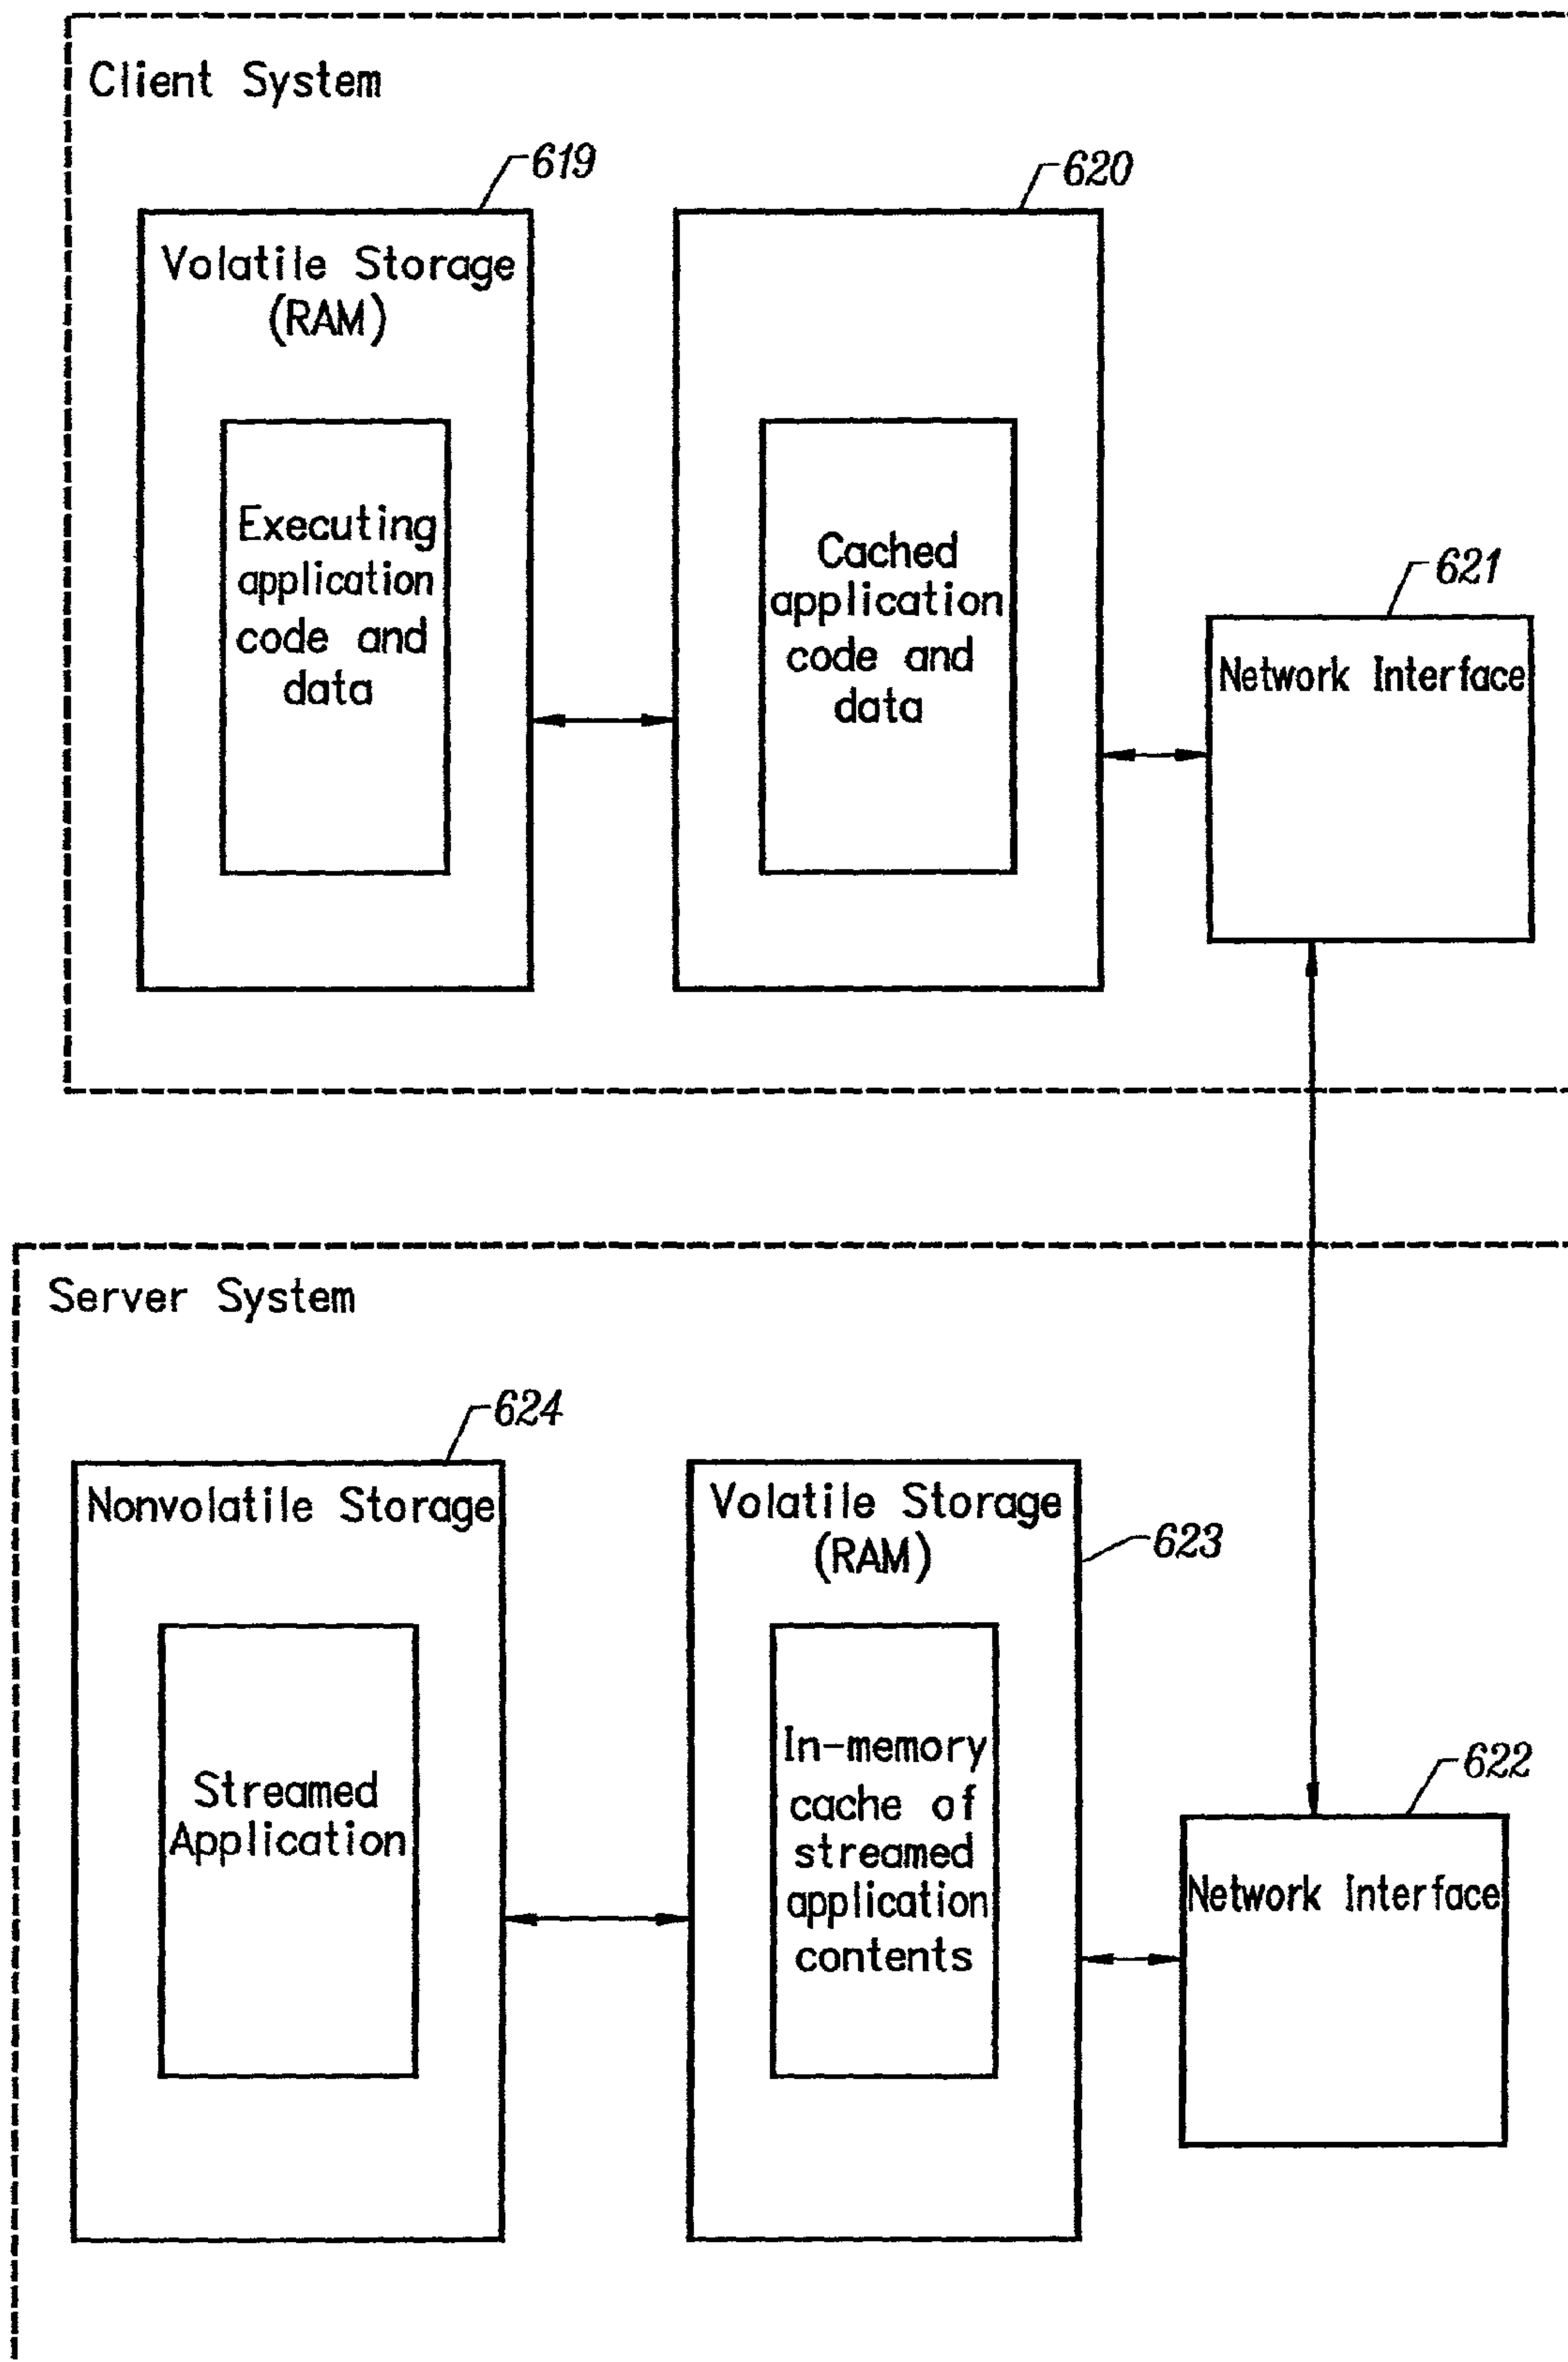 Client System
619
620
Volatile Storage
(RAM)
Executing
application
code and
data
Cached
application
code and
data
621
Network Interface
Server System
624
Nonvolatile Storage
Volatile Storage
(RAM)
623
Streamed
Application
In-memory
cache of
streamed
application
contents
622
Network Interface